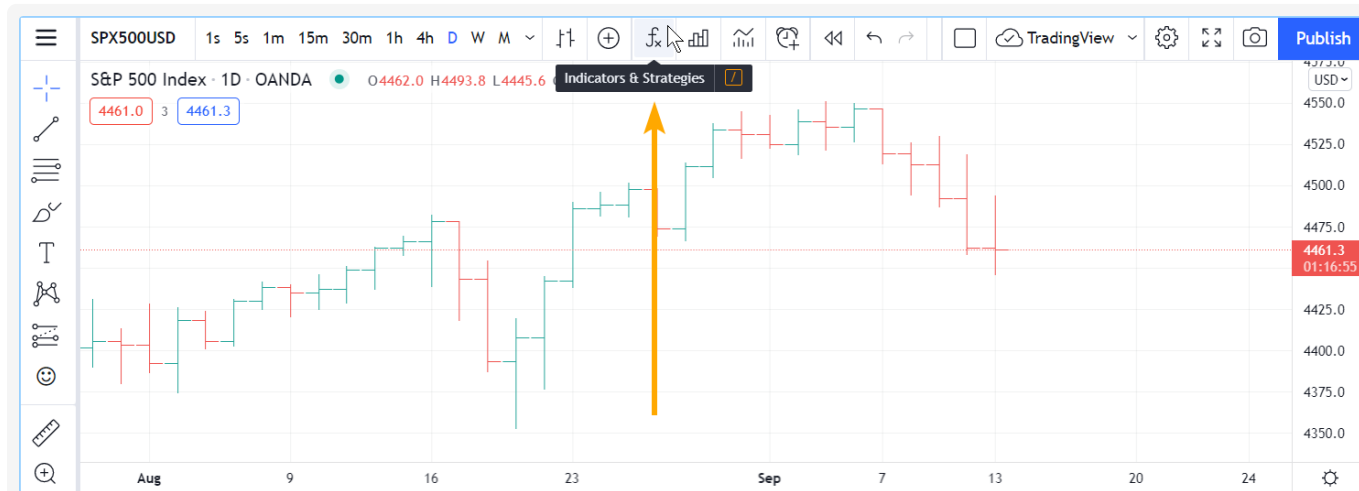 SPX500USD 1s 5s 1m 15m 30m 1h 4h D W M TradingView Publish
S&P 500 Index · 1D · OANDA O4462.0 H4493.8 L4445.6
Indicators & Strategies /
4461.0 3 4461.3
4575.0
USD
4550.0
4525.0
4500.0
4475.0
4461.3
01:16:55
4425.0
4400.0
4375.0
4350.0
T
Aug 9 16 23 Sep 7 13 20 24